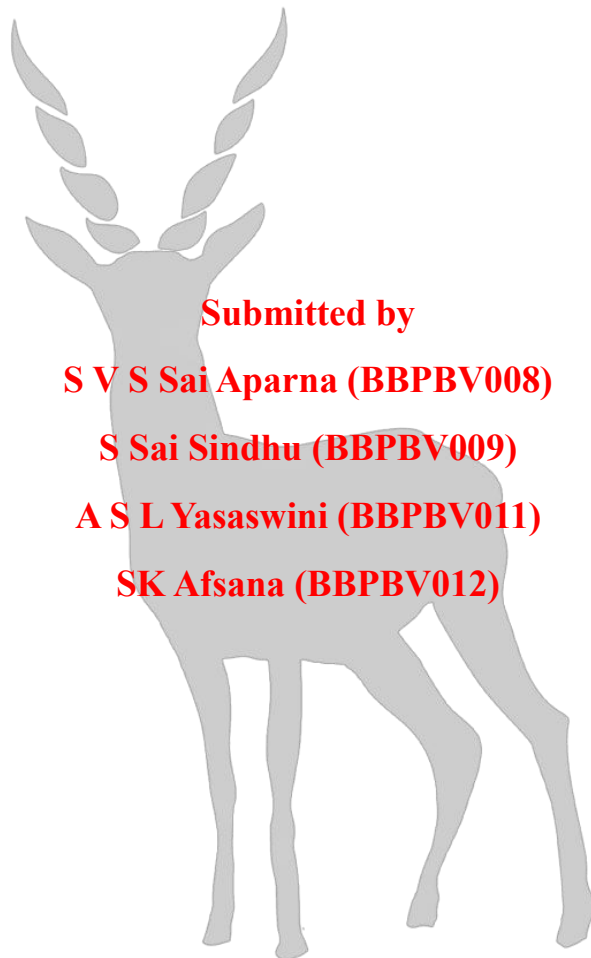 Submitted by
S V S Sai Aparna (BBPBV008)
S Sai Sindhu (BBPBV009)
A S L Yasaswini (BBPBV011)
SK Afsana (BBPBV012)